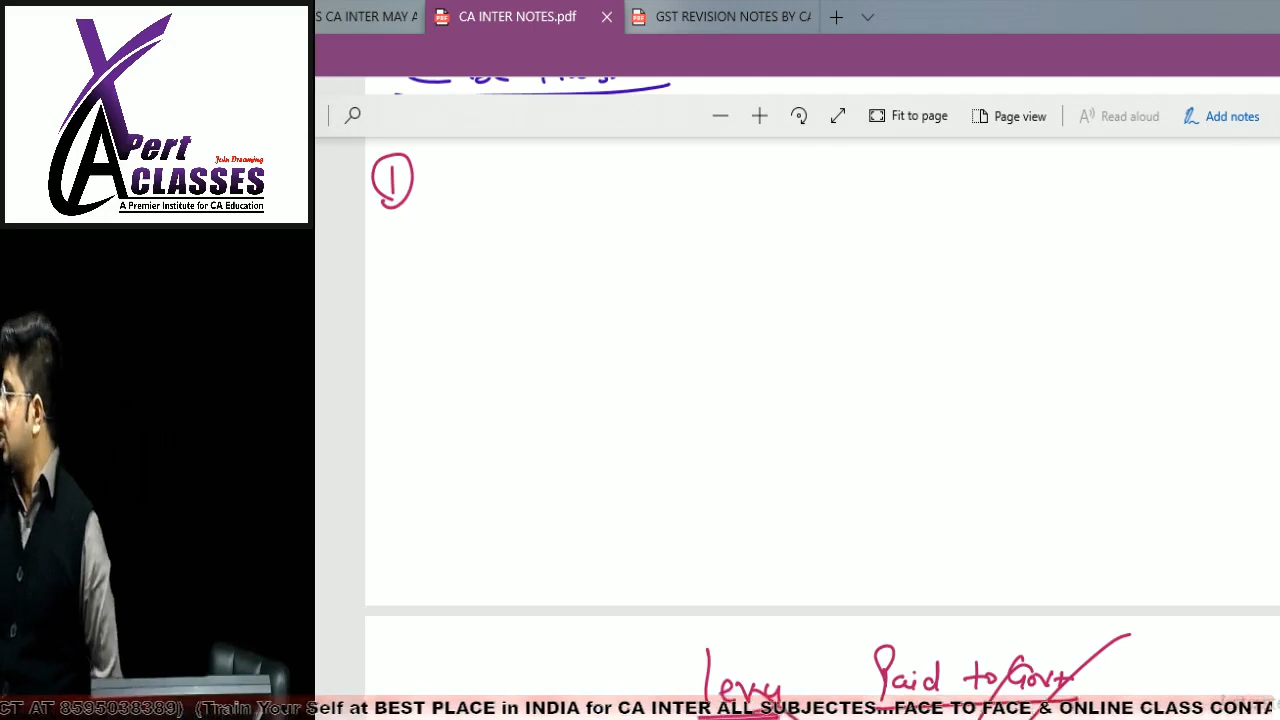 S CA INTER MAY A
CA INTER NOTES.pdf
GST REVISION NOTES BY CA
XPert
Join Dreaming
CLASSES
A Premier Institute for CA Education
Fit to page
Page view
Read aloud
Add notes
1
levy Paid to Govt
CT AT 8595038389) (Train Your Self at BEST PLACE in INDIA for CA INTER ALL SUBJECTES...FACE TO FACE & ONLINE CLASS CONTA